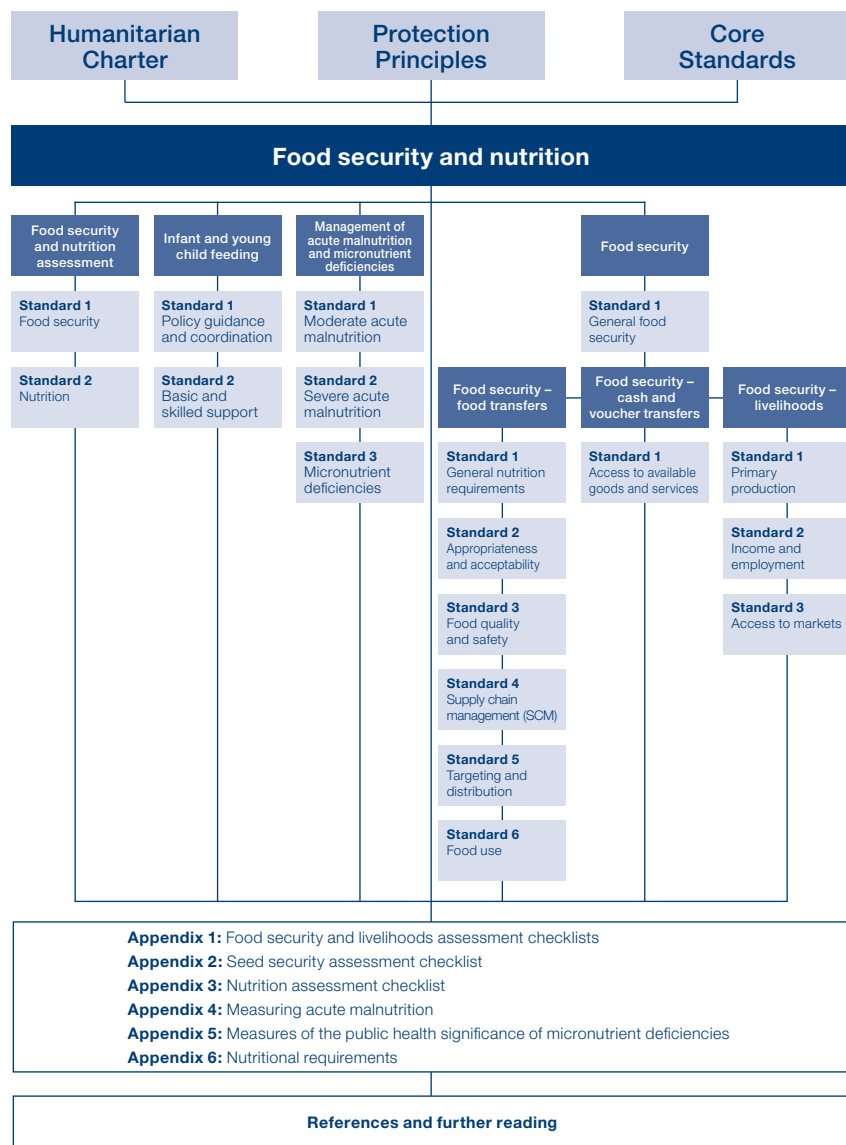 Humanitarian
Charter
Protection
Principles
Core
Standards
Food security and nutrition
Food security
and nutrition
assessment
Standard 1
Food security
Standard 2
Nutrition
Infant and young
child feeding
Standard 1
Policy guidance
and coordination
Standard 2
Basic and
skilled support
Management of
acute malnutrition
and micronutrient
deficiencies
Standard 1
Moderate acute
malnutrition
Standard 2
Severe acute
malnutrition
Standard 3
Micronutrient
deficiencies
Food security
Standard 1
General food
security
Food security –
food transfers
Standard 1
General nutrition
requirements
Standard 2
Appropriateness
and acceptability
Standard 3
Food quality
and safety
Standard 4
Supply chain
management (SCM)
Standard 5
Targeting and
distribution
Standard 6
Food use
Food security –
cash and
voucher transfers
Standard 1
Access to available
goods and services
Food security –
livelihoods
Standard 1
Primary
production
Standard 2
Income and
employment
Standard 3
Access to markets
Appendix 1: Food security and livelihoods assessment checklists
Appendix 2: Seed security assessment checklist
Appendix 3: Nutrition assessment checklist
Appendix 4: Measuring acute malnutrition
Appendix 5: Measures of the public health significance of micronutrient deficiencies
Appendix 6: Nutritional requirements
References and further reading